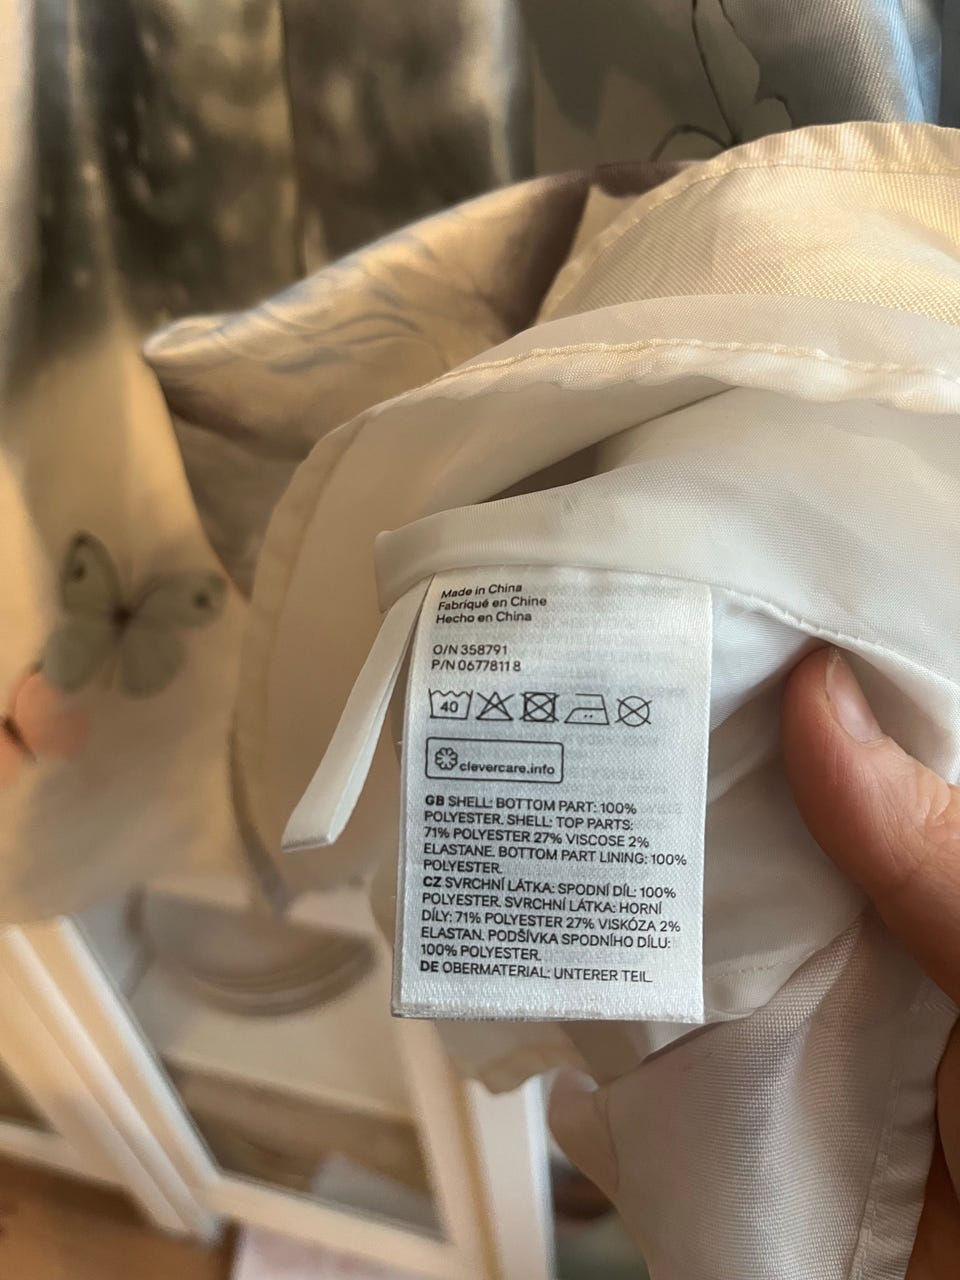 Made in China
Fabriqué en Chine
Hecho en China
O/N 358791
P/N 06778118
40
clevercare.info
GB SHELL: BOTTOM PART: 100%
POLYESTER. SHELL: TOP PARTS:
71% POLYESTER 27% VISCOSE 2%
ELASTANE. BOTTOM PART LINING: 100%
POLYESTER.
CZ SVRCHNÍ LÁTKA: SPODNÍ DÍL: 100%
POLYESTER. SVRCHNÍ LÁTKA: HORNÍ
DÍLY: 71% POLYESTER 27% VISKÓZA 2%
ELASTAN. PODŠÍVKA SPODNÍHO DÍLU:
100% POLYESTER.
DE OBERMATERIAL: UNTERER TEIL